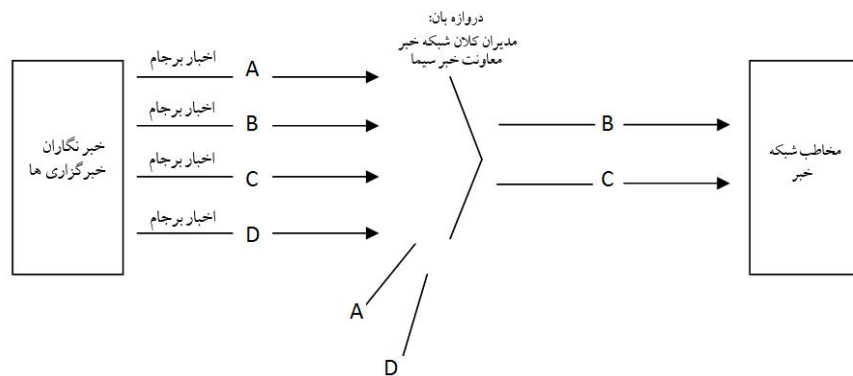 دروازه بان:
مدیران کلان شبکه خبر
معاونت خبر سیما
خبرنگاران
خبرگزاری ها
اخبار برجام
A
اخبار برجام
B
اخبار برجام
C
اخبار برجام
D
B
C
مخاطب شبکه
خبر
A
D